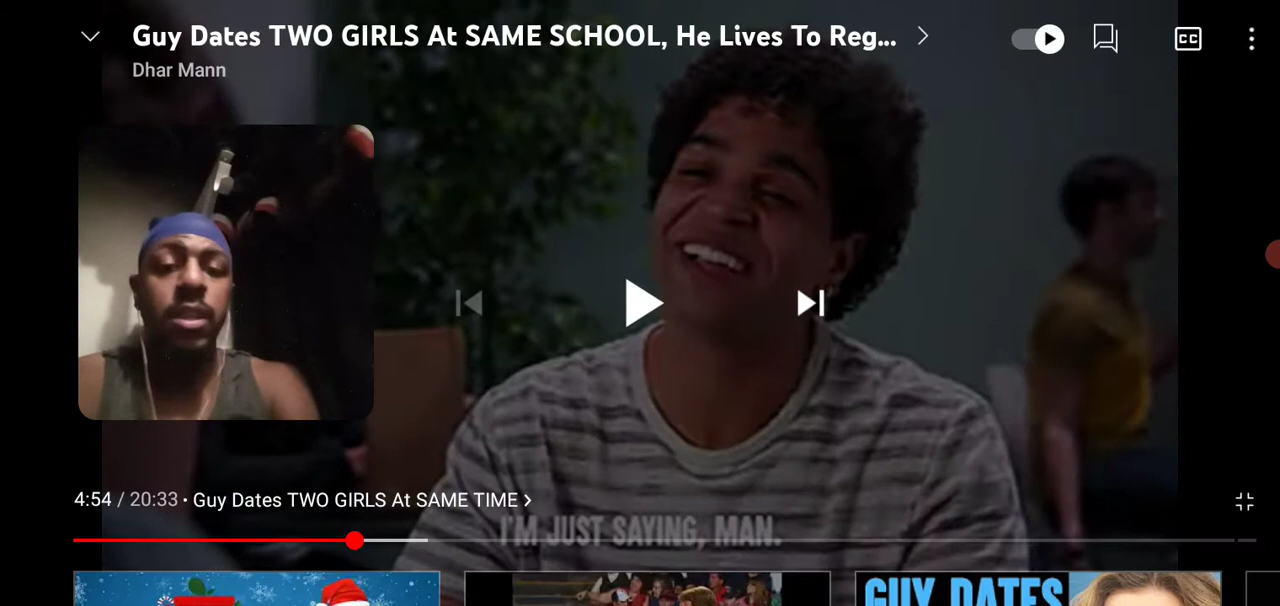 Guy Dates TWO GIRLS At SAME SCHOOL, He Lives To Reg...
Dhar Mann
CC
4:54 / 20:33 • Guy Dates TWO GIRLS At SAME TIME
I'M JUST SAYING, MAN.
GUY DATES